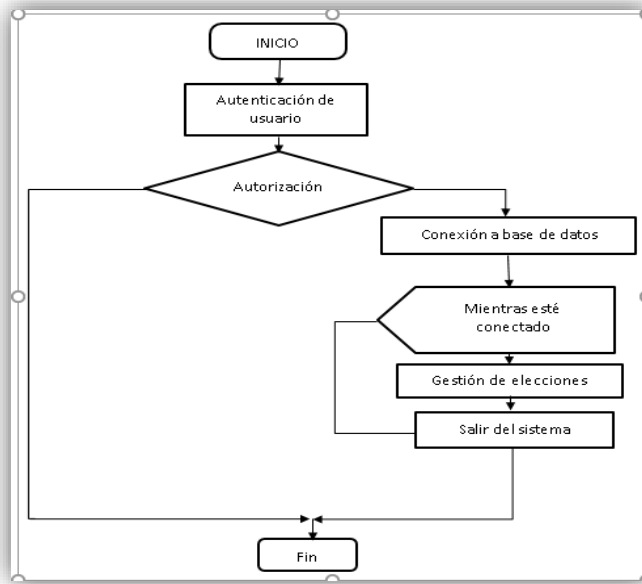 INICIO
Autenticación de
usuario
Autorización
Conexión a base de datos
Mientras esté
conectado
Gestión de elecciones
Salir del sistema
Fin